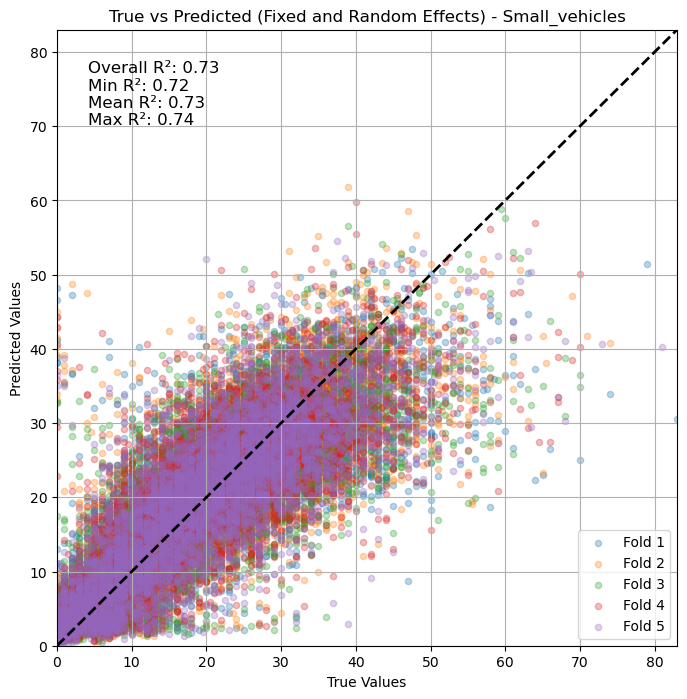 True vs Predicted (Fixed and Random Effects) - Small_vehicles
Overall R²: 0.73
Min R²: 0.72
Mean R²: 0.73
Max R²: 0.74
Predicted Values
80
70
60
50
40
30
20
10
0
0 10 20 30 40 50 60 70 80
True Values
Fold 1
Fold 2
Fold 3
Fold 4
Fold 5